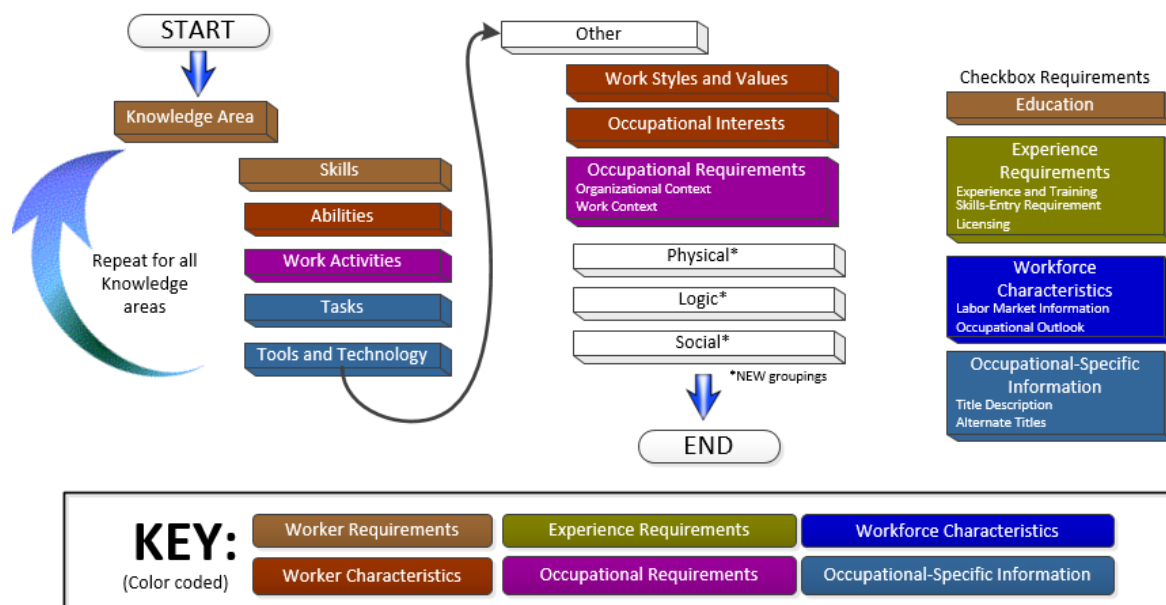 START
Knowledge Area
Skills
Abilities
Work Activities
Tasks
Tools and Technology
Repeat for all
Knowledge
areas
Other
Work Styles and Values
Occupational Interests
Occupational Requirements
Organizational Context
Work Context
Physical*
Logic*
Social*
*NEW groupings
END
Checkbox Requirements
Education
Experience
Requirements
Experience and Training
Skills-Entry Requirement
Licensing
Workforce
Characteristics
Labor Market Information
Occupational Outlook
Occupational-Specific
Information
Title Description
Alternate Titles
KEY:
(Color coded)
Worker Requirements
Experience Requirements
Workforce Characteristics
Worker Characteristics
Occupational Requirements
Occupational-Specific Information